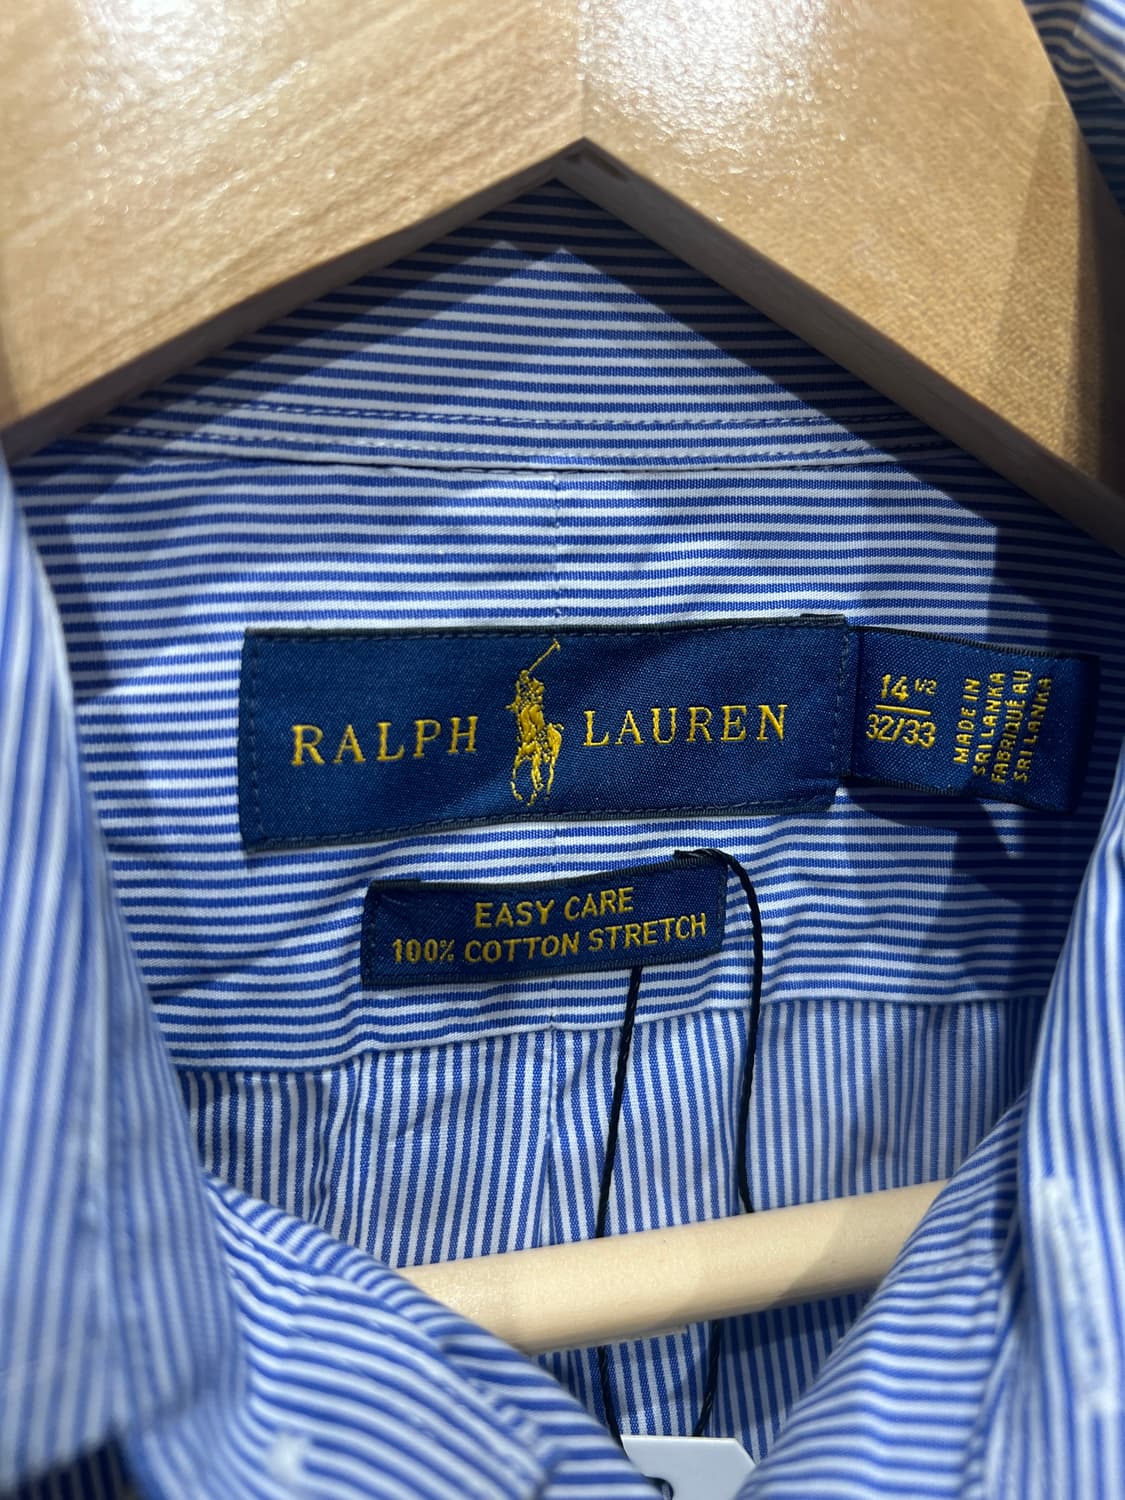 RALPH LAUREN
14 1/2
32/33
MADE IN
SRI LANKA
FABRIQUÉ AU
SRI LANKA
EASY CARE
100% COTTON STRETCH